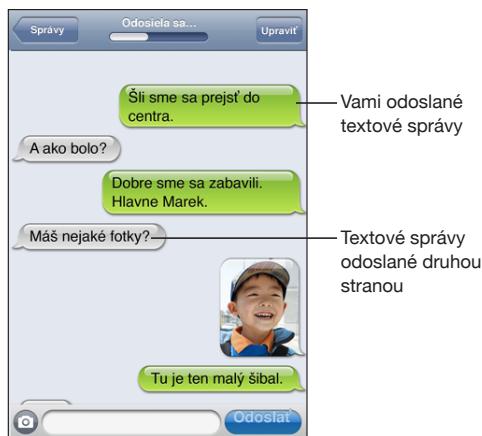 Správy
Odosiela sa...
Upraviť
Šli sme sa prejsť do
centra.
Vami odoslané
textové správy
A ako bolo?
Dobre sme sa zabavili.
Hlavne Marek.
Máš nejaké fotky?
Textové správy
odoslané druhou
stranou
Tu je ten malý šibal.
Odoslať